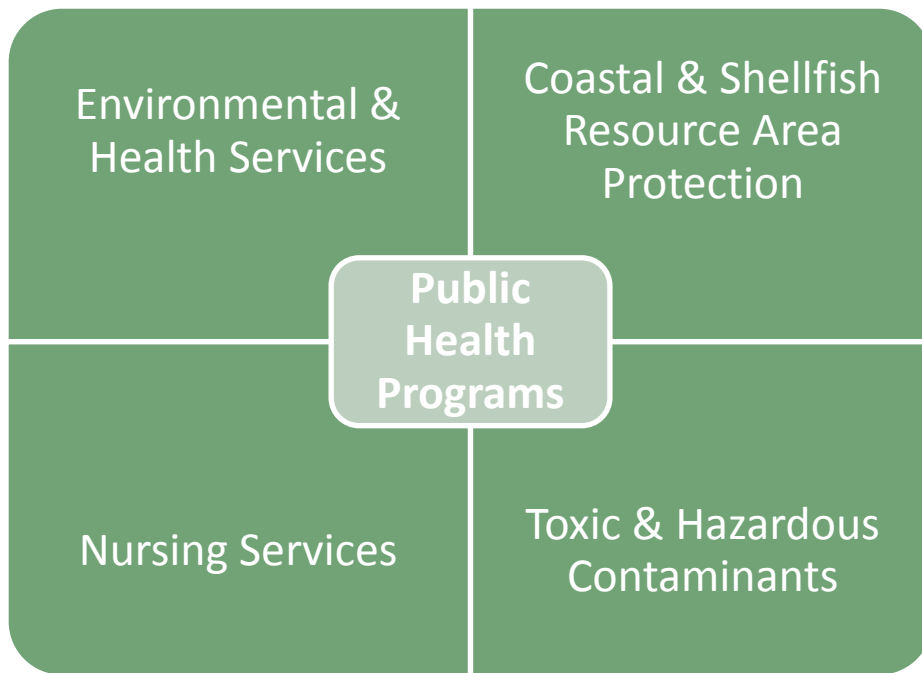 Environmental &
Health Services
Coastal & Shellfish
Resource Area
Protection
Public
Health
Programs
Nursing Services
Toxic & Hazardous
Contaminants